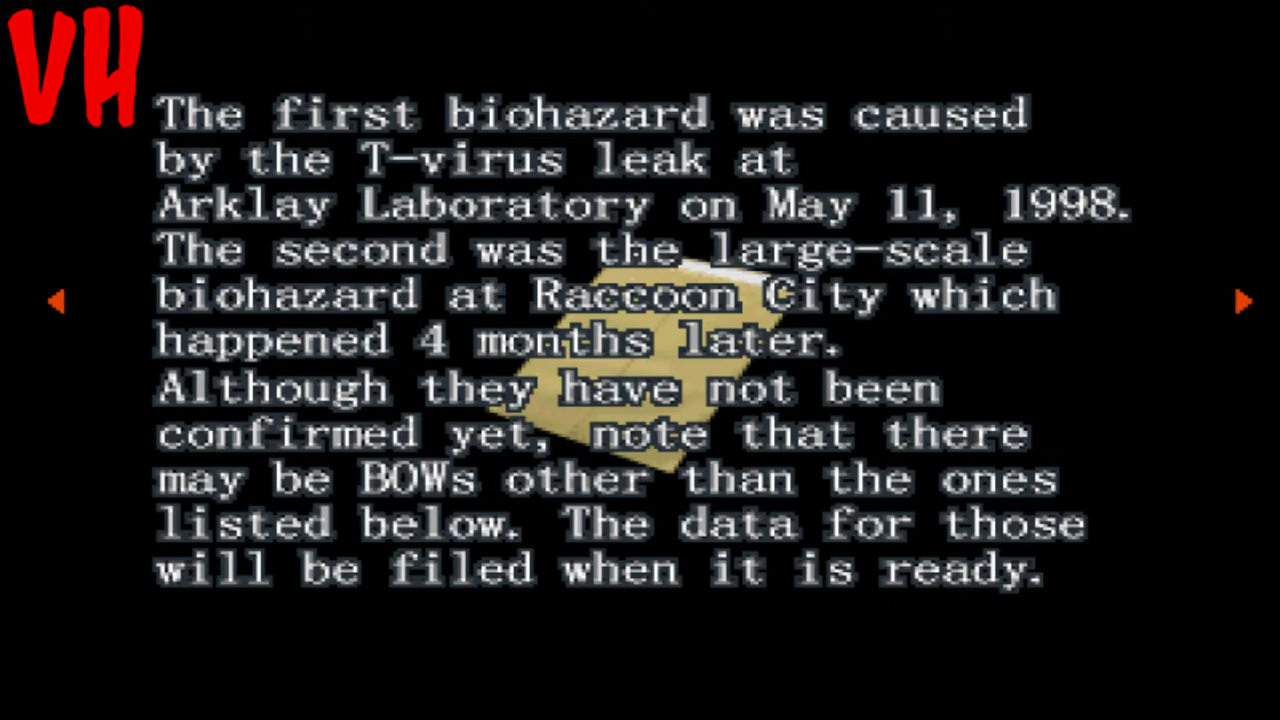 VH
The first biohazard was caused
by the T-virus leak at
Arklay Laboratory on May 11, 1998.
The second was the large-scale
biohazard at Raccoon City which
happened 4 months later.
Although they have not been
confirmed yet, note that there
may be BOWs other than the ones
listed below. The data for those
will be filed when it is ready.